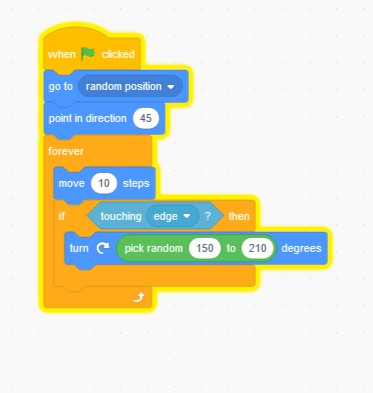 when clicked
go to random position
point in direction 45
forever
move 10 steps
if touching edge ? then
turn pick random 150 to 210 degrees